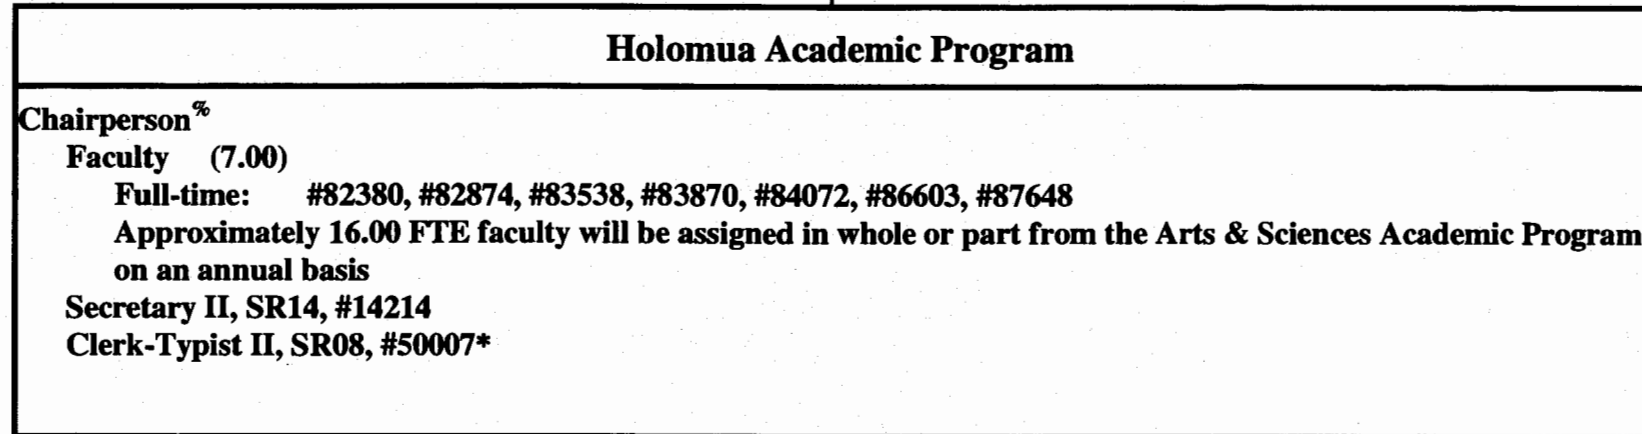 Holomua Academic Program
Chairperson%
Faculty (7.00)
Full-time: #82380, #82874, #83538, #83870, #84072, #86603, #87648
Approximately 16.00 FTE faculty will be assigned in whole or part from the Arts & Sciences Academic Program
on an annual basis
Secretary II, SR14, #14214
Clerk-Typist II, SR08, #50007*